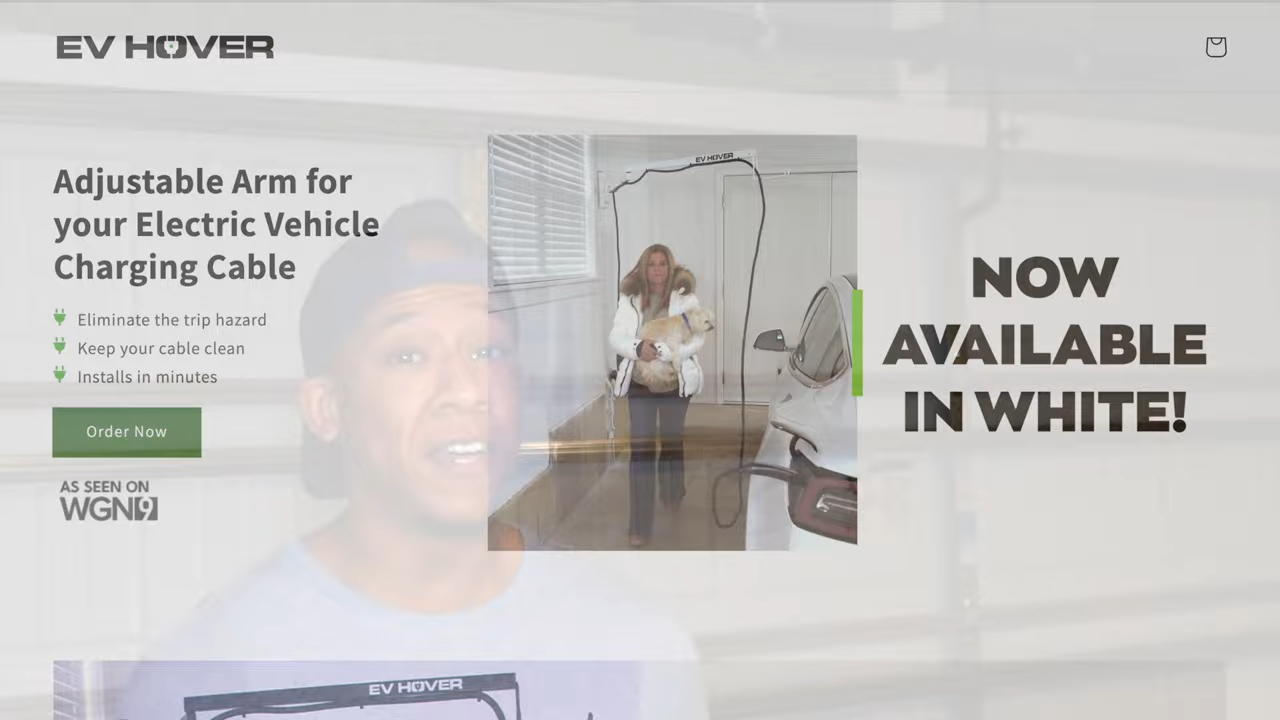 EV HOVER
Adjustable Arm for
your Electric Vehicle
Charging Cable
Eliminate the trip hazard
Keep your cable clean
Installs in minutes
Order Now
AS SEEN ON
WGN9
EV HOVER
NOW
AVAILABLE
IN WHITE!
EV HOVER